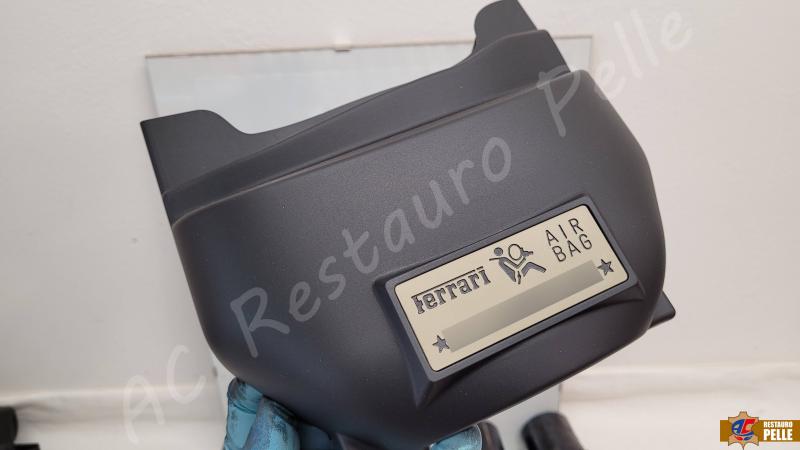 AC Restauro Pelle
ferrari
AIR
BAG
RESTAURO
PELLE